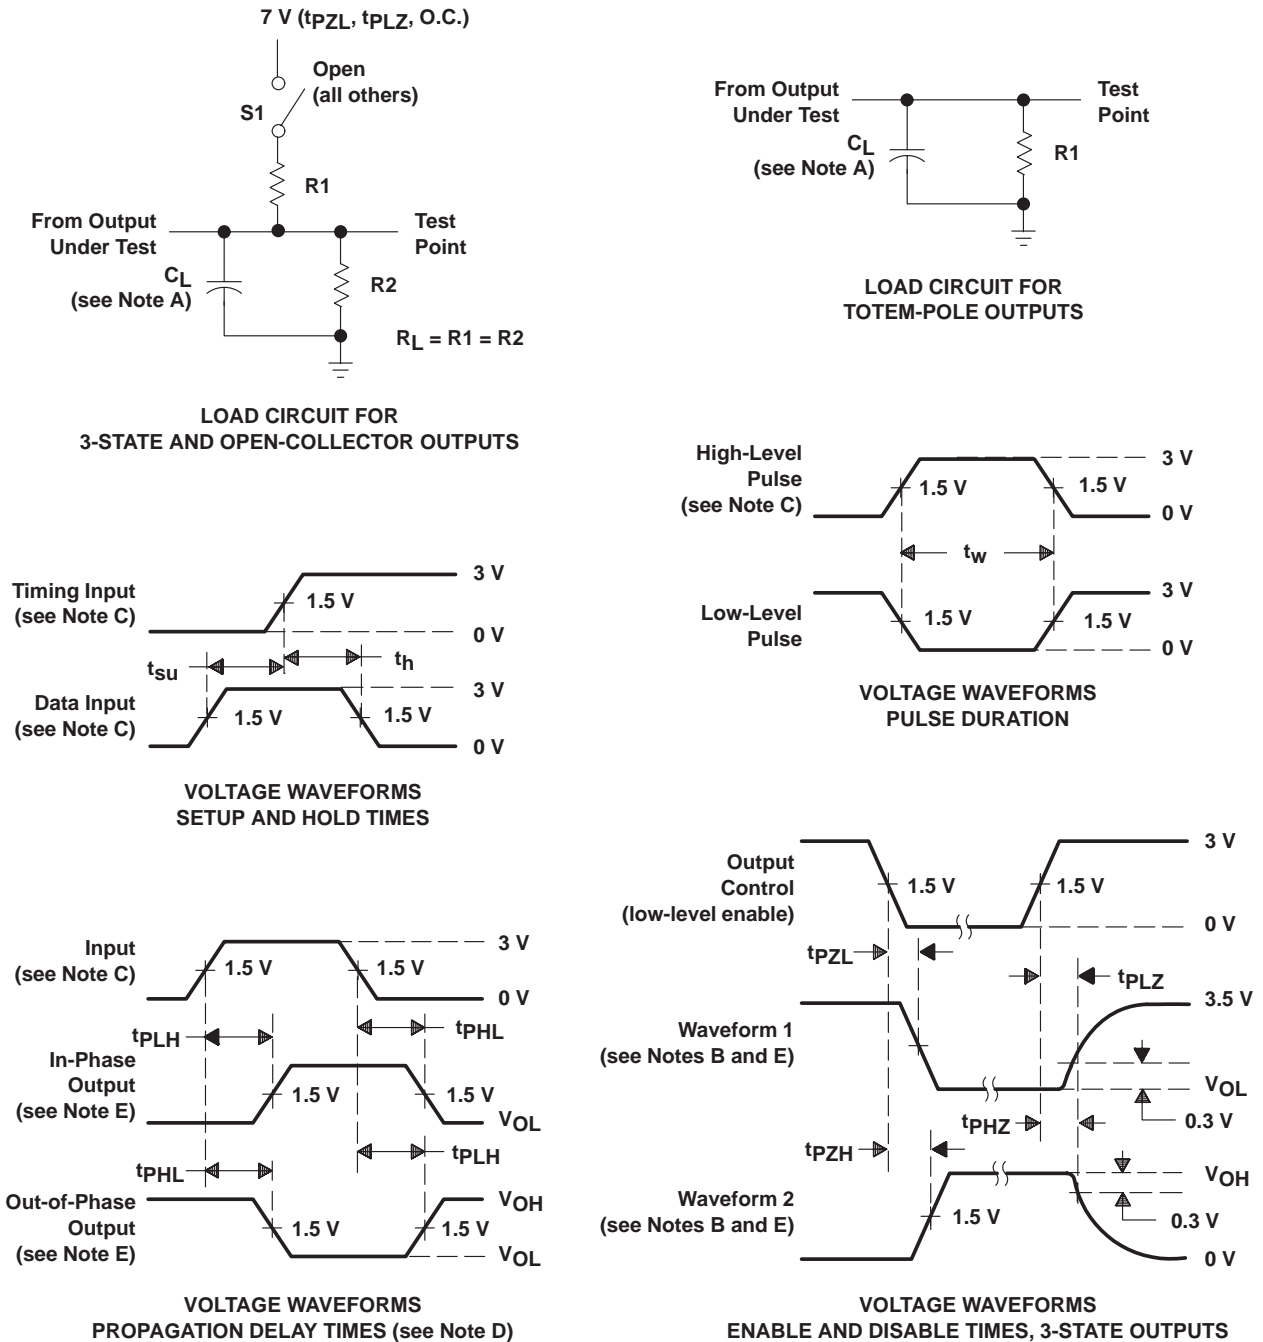 7 V (tPZL, tPLZ, O.C.)
Open
(all others)
S1
R1
From Output
Under Test
Test
Point
CL
(see Note A)
R2
RL = R1 = R2
LOAD CIRCUIT FOR
3-STATE AND OPEN-COLLECTOR OUTPUTS
From Output
Under Test
Test
Point
CL
(see Note A)
R1
LOAD CIRCUIT FOR
TOTEM-POLE OUTPUTS
High-Level
Pulse
(see Note C)
1.5 V
1.5 V
3 V
0 V
tw
Low-Level
Pulse
1.5 V
1.5 V
3 V
0 V
VOLTAGE WAVEFORMS
PULSE DURATION
Timing Input
(see Note C)
1.5 V
3 V
0 V
tsu
th
Data Input
(see Note C)
1.5 V
1.5 V
3 V
0 V
VOLTAGE WAVEFORMS
SETUP AND HOLD TIMES
Input
(see Note C)
1.5 V
1.5 V
3 V
0 V
tPLH
tPHL
In-Phase
Output
(see Note E)
1.5 V
1.5 V
VOL
tPHL
tPLH
Out-of-Phase
Output
(see Note E)
1.5 V
1.5 V
VOH
VOL
VOLTAGE WAVEFORMS
PROPAGATION DELAY TIMES (see Note D)
Output
Control
(low-level enable)
1.5 V
1.5 V
3 V
0 V
tPZL
tPLZ
Waveform 1
(see Notes B and E)
3.5 V
VOL
0.3 V
tPHZ
tPZH
Waveform 2
(see Notes B and E)
1.5 V
VOH
0.3 V
0 V
VOLTAGE WAVEFORMS
ENABLE AND DISABLE TIMES, 3-STATE OUTPUTS